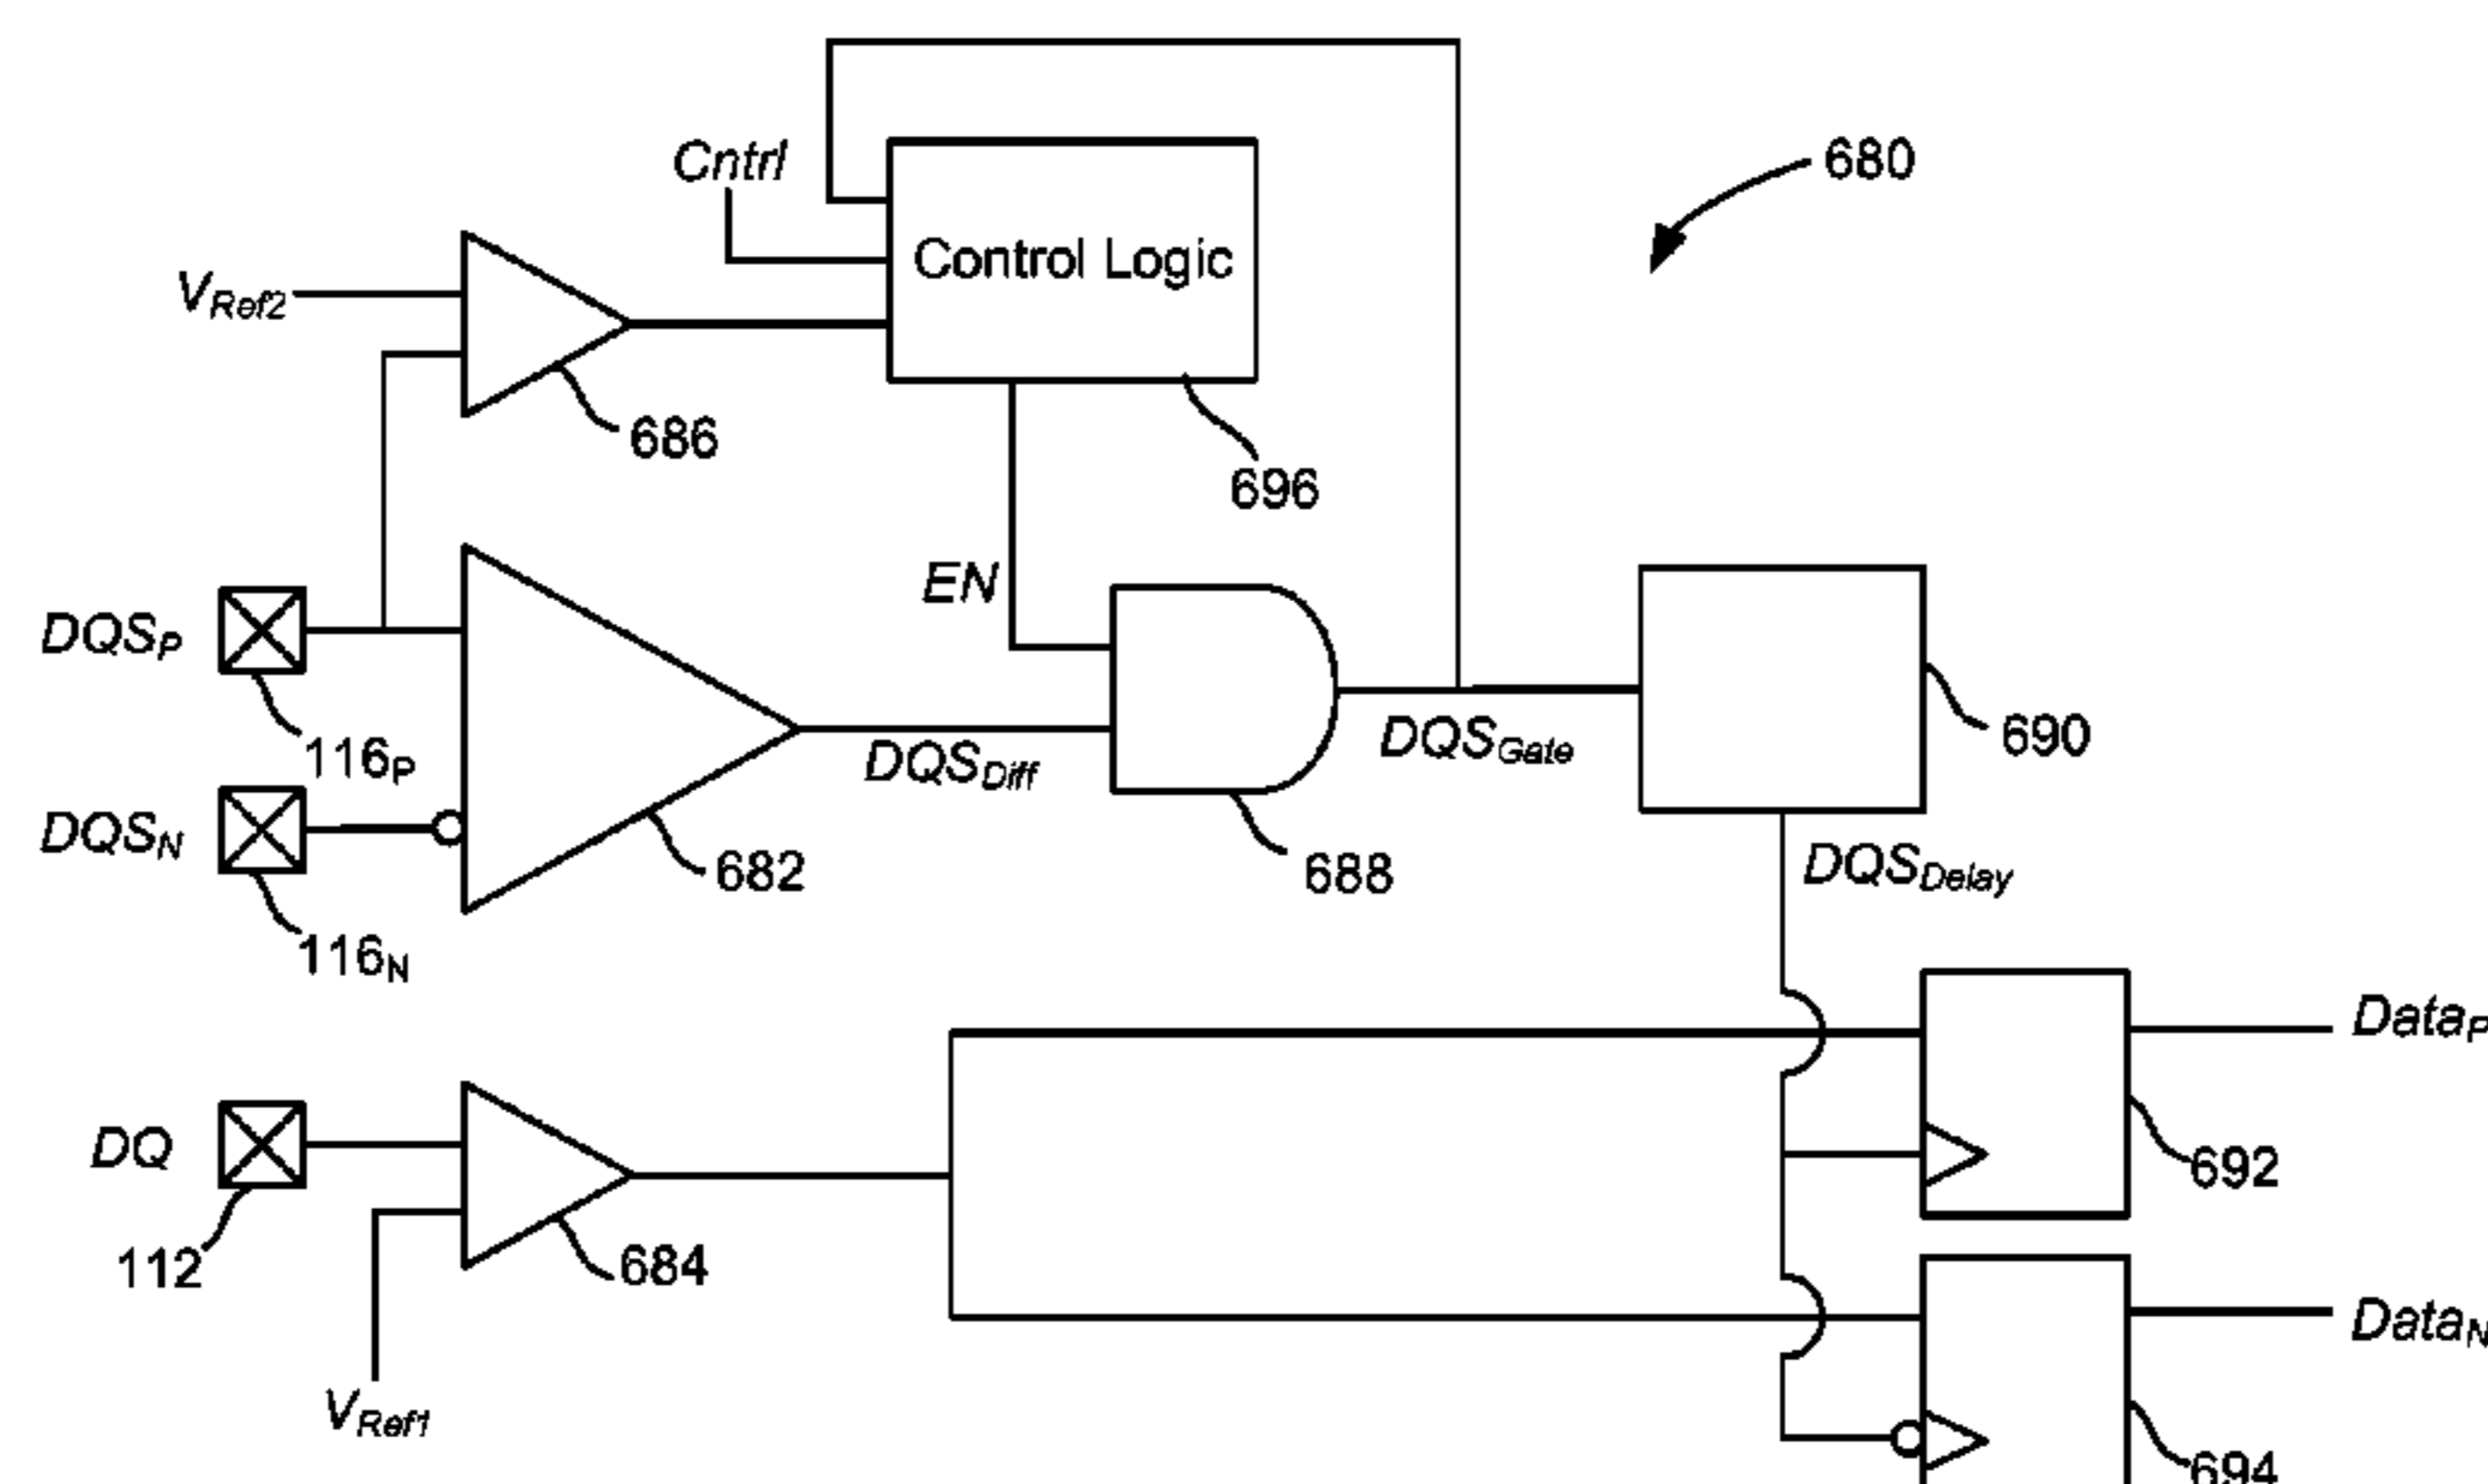 Cntrl
680
Control Logic
VRef2
686
696
EN
DQSP
116P
DQSDiff
DQSGate
690
DQSN
682
688
DQSDelay
116N
DataP
DQ
692
112
684
DataN
VRef1
694